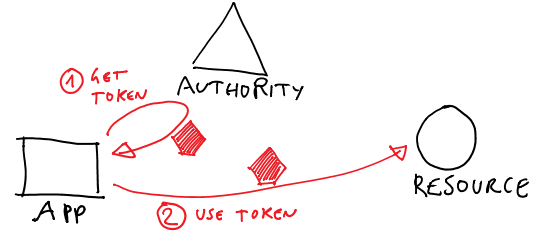 1 GET
TOKEN
AUTHORITY
APP
RESOURCE
2 USE TOKEN